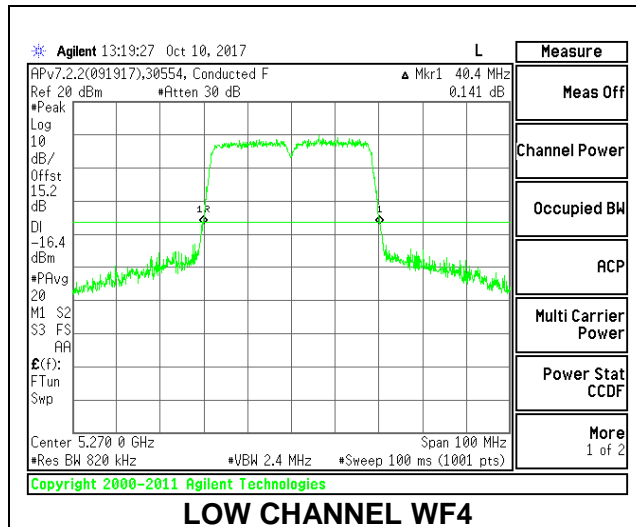 Agilent 13:19:27 Oct 10, 2017 L
Measure
APv7.2.2(091917),30554, Conducted F
Δ Mkr1 40.4 MHz
Ref 20 dBm #Atten 30 dB 0.141 dB
Meas Off
#Peak
Log
10
dB/
Offst
15.2
dB
DI
-16.4
dBm
#PAvg
20
M1 S2
S3 FS
AA
£(f):
FTun
Swp
1R
1
Channel Power
Occupied BW
ACP
Multi Carrier
Power
Power Stat
CCDF
More
1 of 2
Center 5.270 0 GHz Span 100 MHz
#Res BW 820 kHz #VBW 2.4 MHz #Sweep 100 ms (1001 pts)
Copyright 2000-2011 Agilent Technologies
LOW CHANNEL WF4